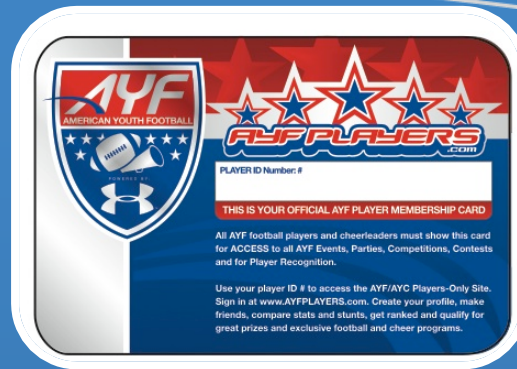 AYF
AMERICAN YOUTH FOOTBALL
POWERED BY
AYFPLAYERS
.COM
PLAYER ID Number: #
THIS IS YOUR OFFICIAL AYF PLAYER MEMBERSHIP CARD
All AYF football players and cheerleaders must show this card
for ACCESS to all AYF Events, Parties, Competitions, Contests
and for Player Recognition.
Use your player ID # to access the AYF/AYC Players-Only Site.
Sign in at www.AYFPLAYERS.com. Create your profile, make
friends, compare stats and stunts, get ranked and qualify for
great prizes and exclusive football and cheer programs.